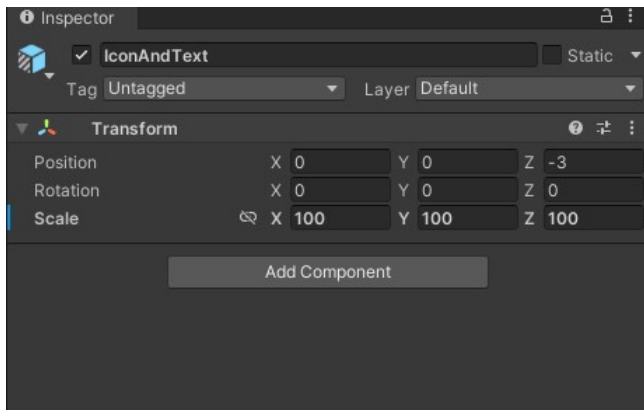 Inspector
IconAndText Static
Tag Untagged Layer Default
Transform
Position X 0 Y 0 Z -3
Rotation X 0 Y 0 Z 0
Scale X 100 Y 100 Z 100
Add Component